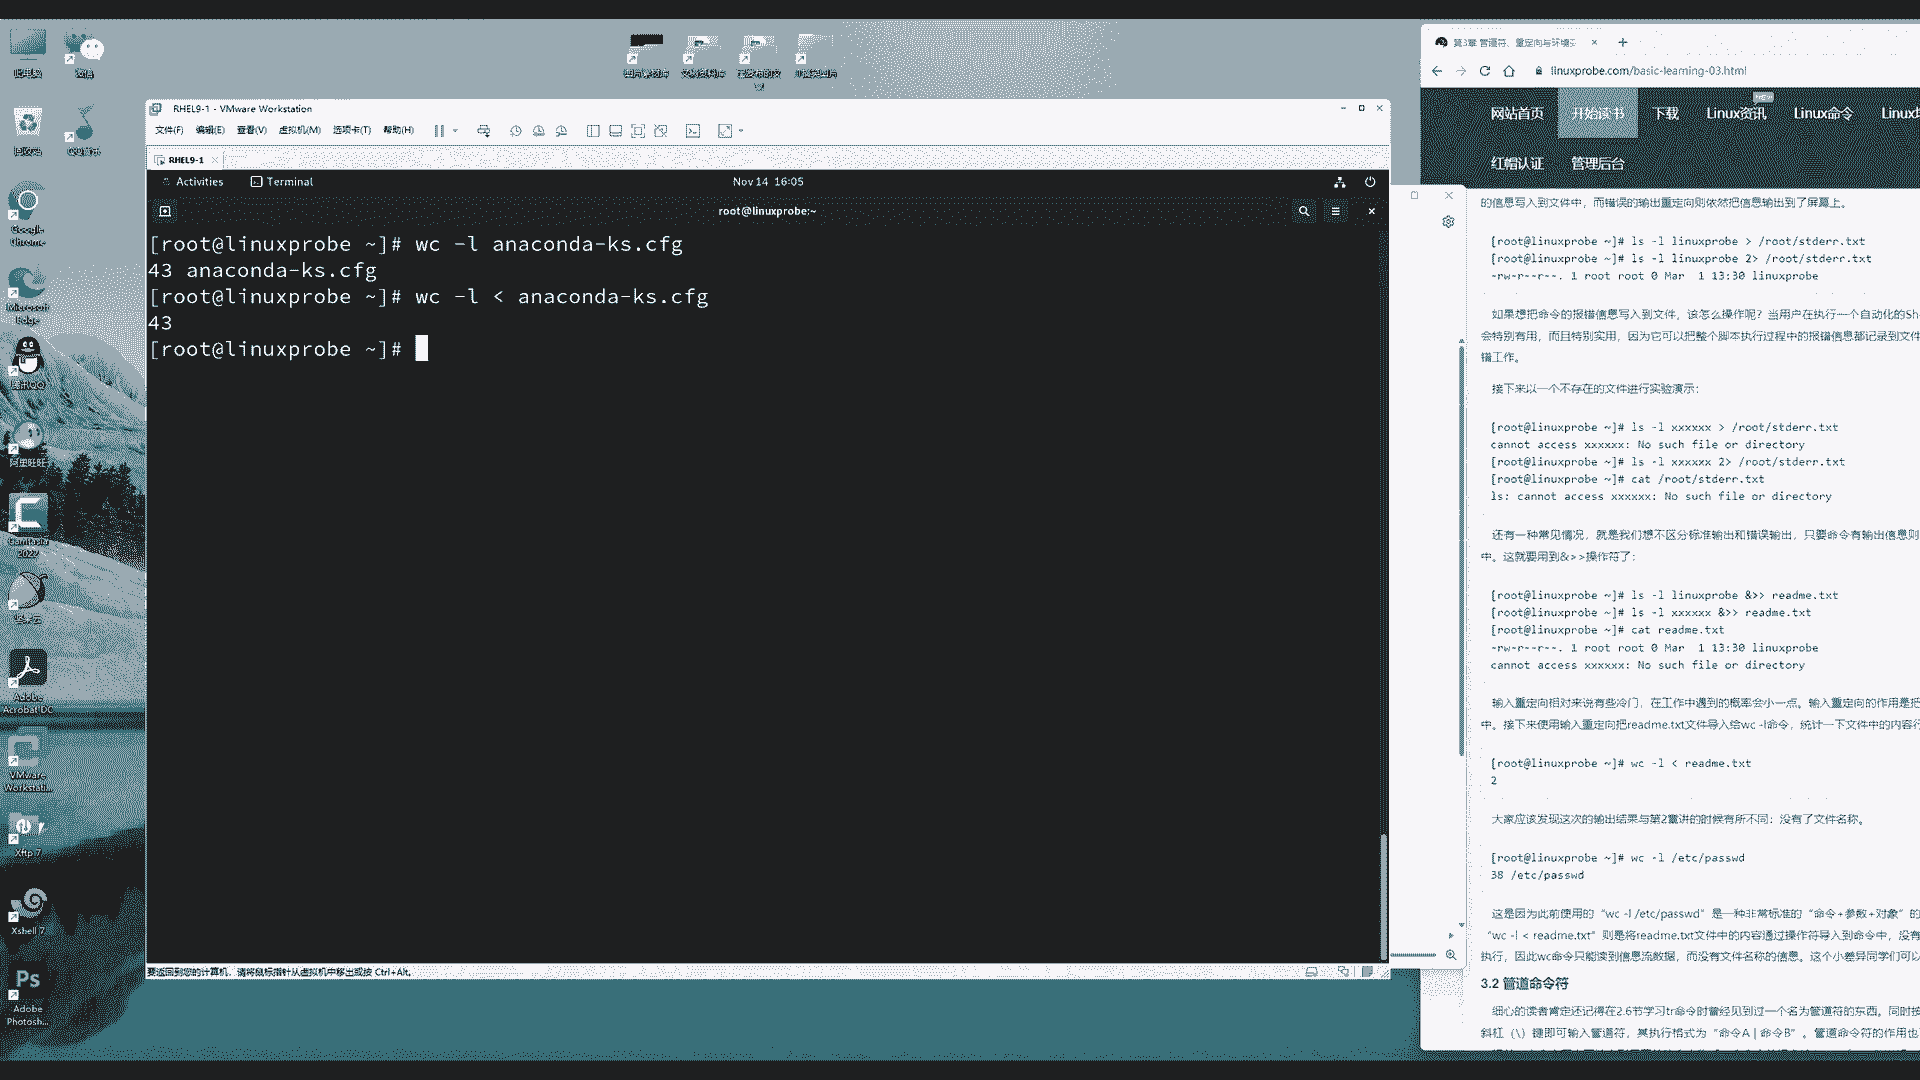 微信
Google
Chrome
Microsoft
Edge
Camtasia
2022
Adobe
Acrobat DC
VMware
Workstati...
Xftp 7
Xshell 7
Ps
Adobe
Photosh...
RHEL9-1 - VMware Workstation
文件(F) 编辑(E) 查看(V) 虚拟机(M) 选项卡(T) 帮助(H)
RHEL9-1
Activities Terminal Nov 14 16:05
root@linuxprobe:~
[root@linuxprobe ~]# wc -l anaconda-ks.cfg
43 anaconda-ks.cfg
[root@linuxprobe ~]# wc -l < anaconda-ks.cfg
43
[root@linuxprobe ~]#
要返回到您的计算机，请将鼠标指针从虚拟机中移出或按 Ctrl+Alt。
第3章 管道符、重定向与环境变
linuxprobe.com/basic-learning-03.html
网站首页 开始读书 下载 Linux资讯 Linux命令
红帽认证 管理后台
的信息写入到文件中，而错误的输出重定向则依然把信息输出到了屏幕上。
[root@linuxprobe ~]# ls -l linuxprobe > /root/stderr.txt
[root@linuxprobe ~]# ls -l linuxprobe 2> /root/stderr.txt
-rw-r--r--. 1 root root 0 Mar  1 13:30 linuxprobe
如果想把命令的报错信息写入到文件，该怎么操作呢？当用户在执行一个自动化的Sh
会特别有用，而且特别实用，因为它可以把整个脚本执行过程中的报错信息都记录到文件
错工作。
接下来以一个不存在的文件进行实验演示：
[root@linuxprobe ~]# ls -l xxxxxx > /root/stderr.txt
cannot access xxxxxx: No such file or directory
[root@linuxprobe ~]# ls -l xxxxxx 2> /root/stderr.txt
[root@linuxprobe ~]# cat /root/stderr.txt
ls: cannot access xxxxxx: No such file or directory
还有一种常见情况，就是我们想不区分标准输出和错误输出，只要命令有输出信息则
中。这就要用到&>>操作符了：
[root@linuxprobe ~]# ls -l linuxprobe &>> readme.txt
[root@linuxprobe ~]# ls -l xxxxxx &>> readme.txt
[root@linuxprobe ~]# cat readme.txt
-rw-r--r--. 1 root root 0 Mar  1 13:30 linuxprobe
cannot access xxxxxx: No such file or directory
输入重定向相对来说有些冷门，在工作中遇到的概率会小一点。输入重定向的作用是把
中。接下来使用输入重定向把readme.txt文件导入给wc -l命令，统计一下文件中的内容行
[root@linuxprobe ~]# wc -l < readme.txt
2
大家应该发现这次的输出结果与第2章讲的时候有所不同：没有了文件名称。
[root@linuxprobe ~]# wc -l /etc/passwd
38 /etc/passwd
这是因为此前使用的“wc -l /etc/passwd”是一种非常标准的“命令+参数+对象”的
“wc -l < readme.txt”则是将readme.txt文件中的内容通过操作符导入到命令中，没有
执行，因此wc命令只能读到信息流数据，而没有文件名称的信息。这个小差异同学们可以
3.2 管道命令符
细心的读者肯定还记得在2.6节学习tr命令时曾经见到过一个名为管道符的东西。同时按
斜杠（\）键即可输入管道符，其执行格式为“命令A | 命令B”。管道命令符的作用也